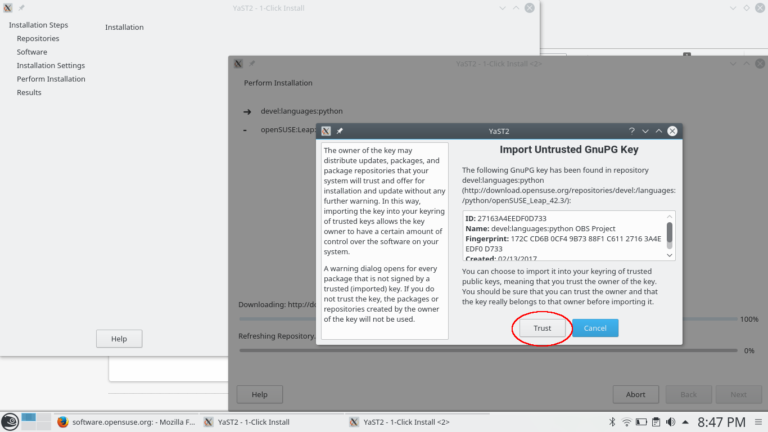 YaST2 - 1-Click Install
Installation Steps
Repositories
Software
Installation Settings
Perform Installation
Results
Installation
Help
YaST2 - 1-Click Install <2>
Perform Installation
devel:languages:python
openSUSE:Leap:
Downloading: http://do
100%
Refreshing Repository.
0%
Help
Abort
Back
Next
YaST2
The owner of the key may
distribute updates, packages, and
package repositories that your
system will trust and offer for
installation and update without any
further warning. In this way,
importing the key into your keyring
of trusted keys allows the key
owner to have a certain amount of
control over the software on your
system.
A warning dialog opens for every
package that is not signed by a
trusted (imported) key. If you do
not trust the key, the packages or
repositories created by the owner
of the key will not be used.
Import Untrusted GnuPG Key
The following GnuPG key has been found in repository
devel:languages:python
(http://download.opensuse.org/repositories/devel:/languages:
/python/openSUSE_Leap_42.3/):
ID: 27163A4EEDF0D733
Name: devel:languages:python OBS Project
Fingerprint: 172C CD6B 0CF4 9B73 88F1 C611 2716 3A4E
EDF0 D733
Created: 02/13/2017
You can choose to import it into your keyring of trusted
public keys, meaning that you trust the owner of the key.
You should be sure that you can trust the owner and that
the key really belongs to that owner before importing it.
Trust
Cancel
software.opensuse.org: - Mozilla F...
YaST2 - 1-Click Install
YaST2 - 1-Click Install <2>
8:47 PM